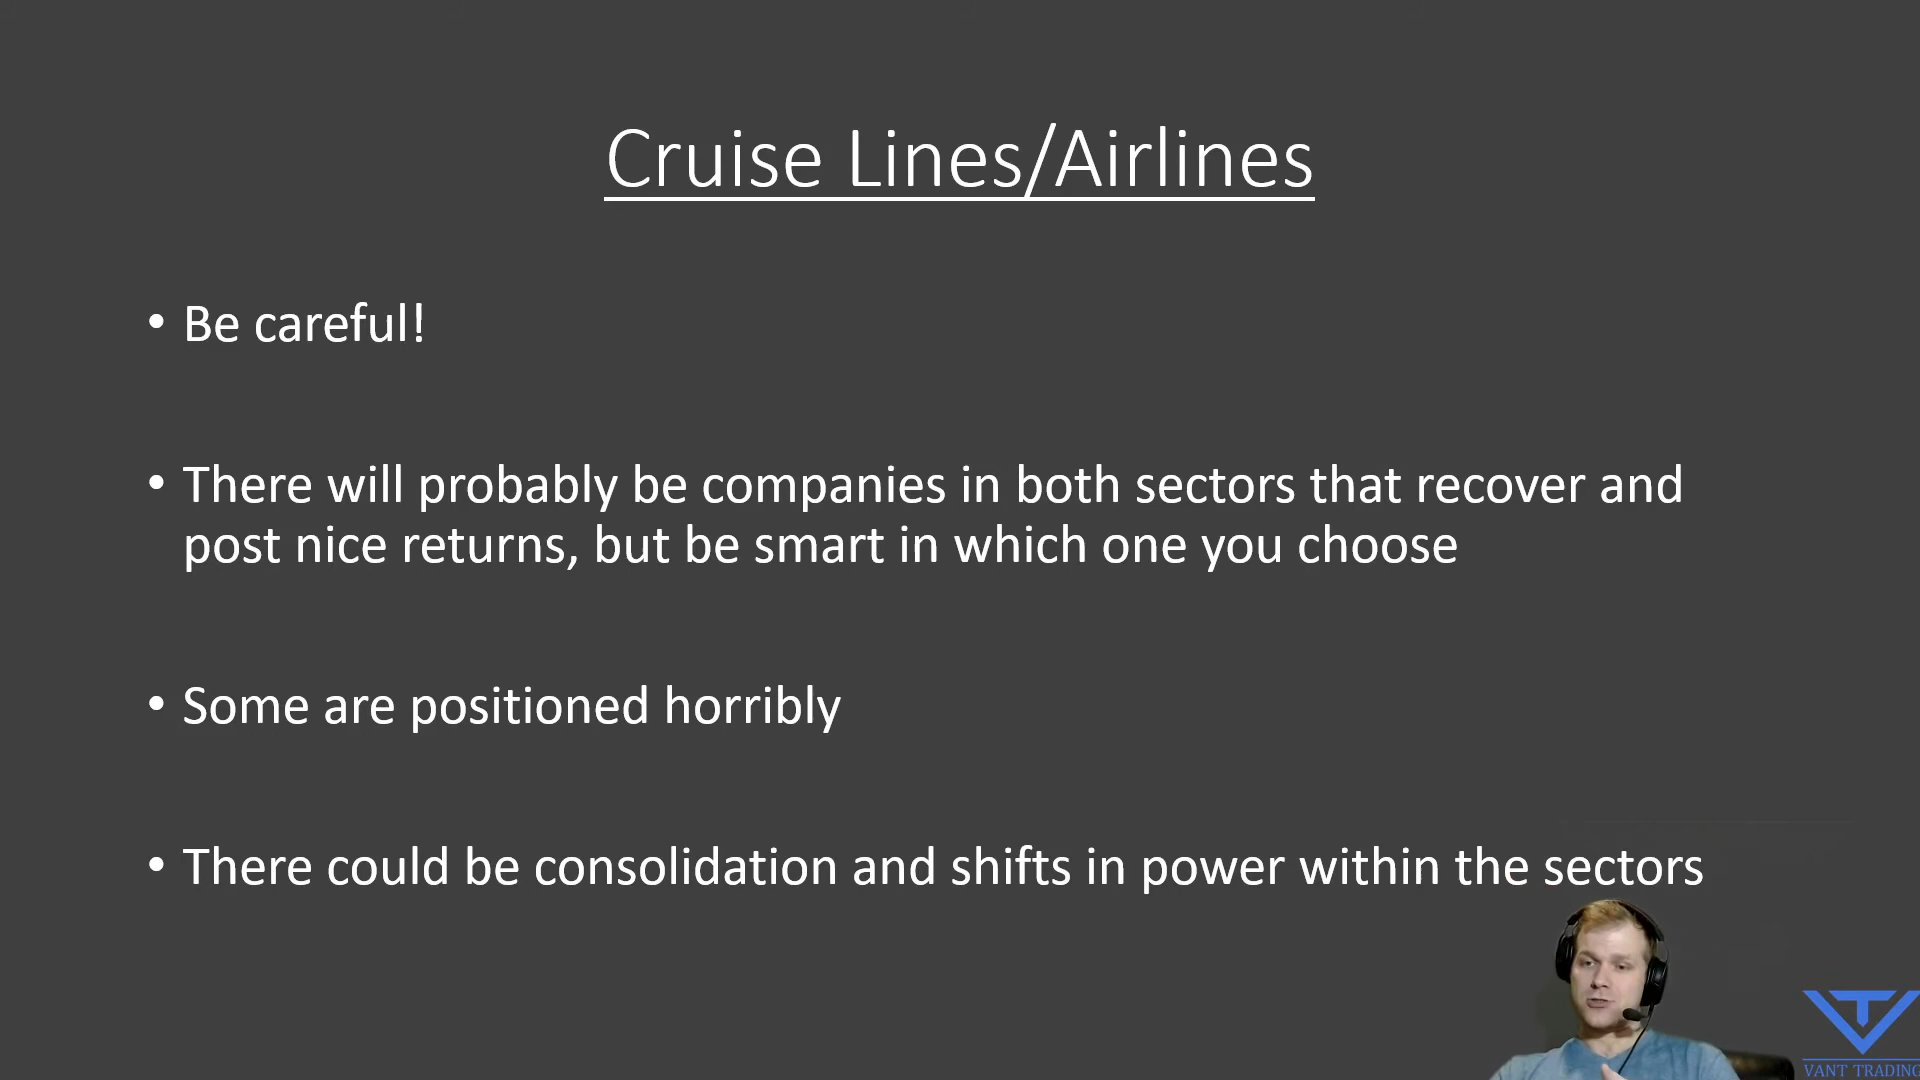 Cruise Lines/Airlines
• Be careful!
• There will probably be companies in both sectors that recover and
post nice returns, but be smart in which one you choose
• Some are positioned horribly
• There could be consolidation and shifts in power within the sectors
VANT TRADING